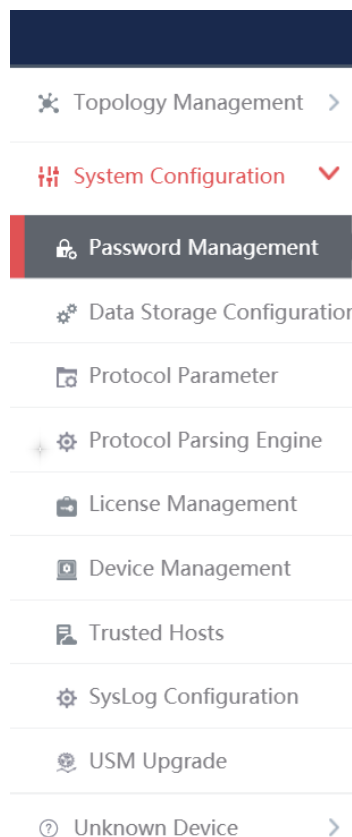 Topology Management
System Configuration
Password Management
Data Storage Configuration
Protocol Parameter
Protocol Parsing Engine
License Management
Device Management
Trusted Hosts
SysLog Configuration
USM Upgrade
Unknown Device